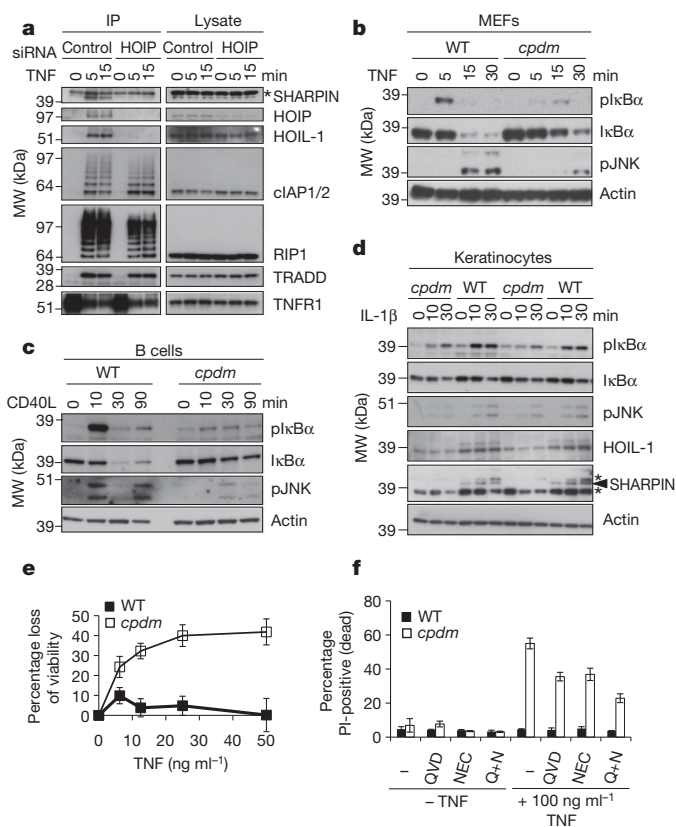 a
IP Lysate
siRNA Control HOIP Control HOIP
TNF 0 5 15 0 5 15 0 5 15 0 5 15 min
39 *SHARPIN
97 HOIP
51 HOIL-1
97
64 cIAP1/2
97
64 RIP1
39
28 TRADD
51 TNFR1
MW (kDa)
b
MEFs
WT cpdm
TNF 0 5 15 30 0 5 15 30 min
39 pIκBα
39 IκBα
pJNK
39
39 Actin
MW (kDa)
c
B cells
WT cpdm
CD40L 0 10 30 90 0 10 30 90 min
39 pIκBα
39 IκBα
51 pJNK
39 Actin
MW (kDa)
d
Keratinocytes
cpdm WT cpdm WT
IL-1β 0 10 30 0 10 30 0 10 30 0 10 30 min
39 pIκBα
39 IκBα
51 pJNK
39 HOIL-1
*
SHARPIN
39 *
39 Actin
MW (kDa)
e
WT
cpdm
Percentage loss
of viability
50
40
30
20
10
0
0 10 20 30 40 50
TNF (ng ml⁻¹)
f
WT
cpdm
Percentage
PI-positive (dead)
80
60
40
20
0
– QVD NEC Q+N – QVD NEC Q+N
– TNF + 100 ng ml⁻¹
TNF